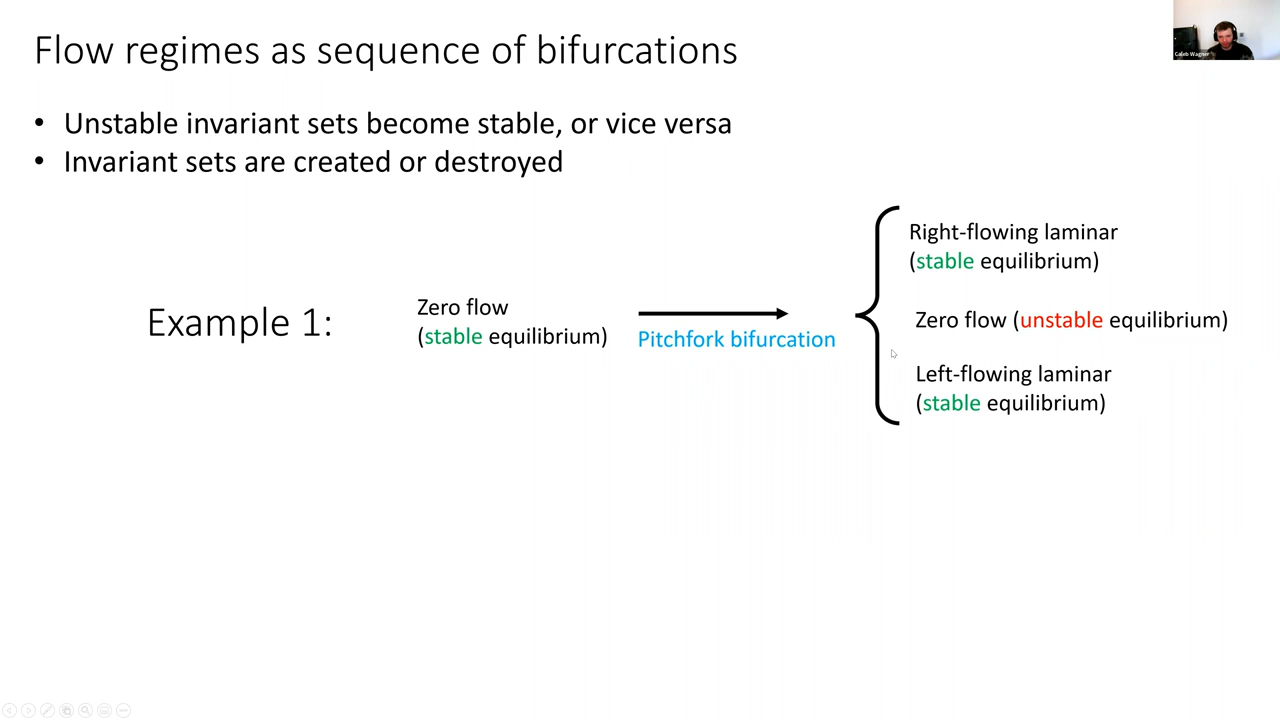 Flow regimes as sequence of bifurcations
• Unstable invariant sets become stable, or vice versa
• Invariant sets are created or destroyed
Example 1:
Zero flow
(stable equilibrium)
Pitchfork bifurcation
Right-flowing laminar
(stable equilibrium)
Zero flow (unstable equilibrium)
Left-flowing laminar
(stable equilibrium)
Caleb Wagner